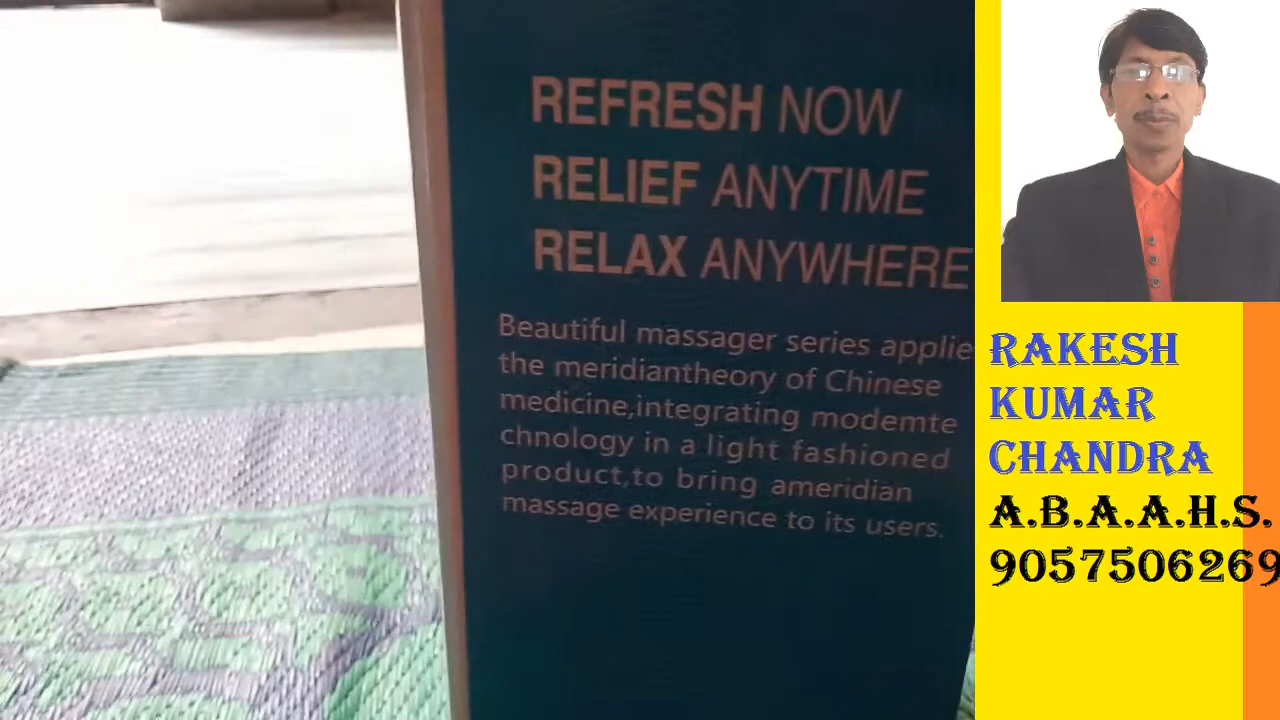 REFRESH NOW
RELIEF ANYTIME
RELAX ANYWHERE
Beautiful massager series applie
the meridiantheory of Chinese
medicine,integrating modemte
chnology in a light fashioned
product,to bring ameridian
massage experience to its users.
RAKESH
KUMAR
CHANDRA
A.B.A.A.H.S.
9057506269